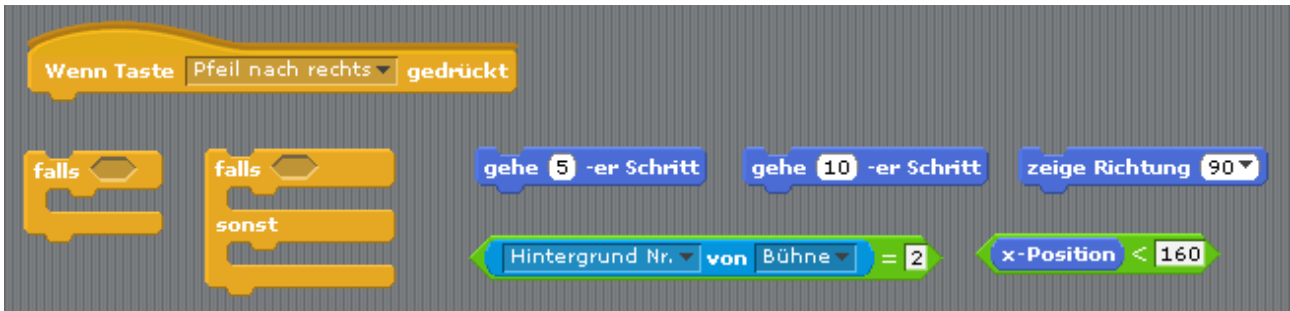 Wenn Taste Pfeil nach rechts gedrückt
falls
falls
sonst
gehe 5 -er Schritt
gehe 10 -er Schritt
zeige Richtung 90
Hintergrund Nr. von Bühne = 2
x-Position < 160